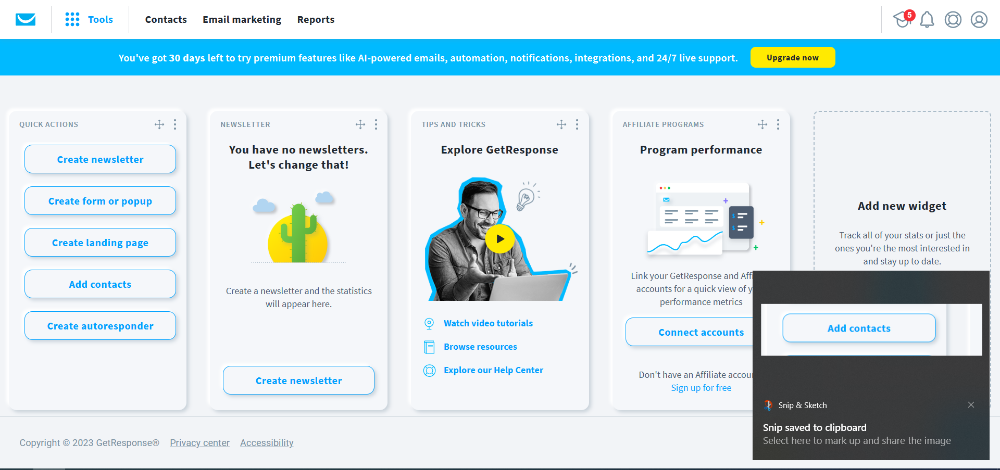 Tools
Contacts
Email marketing
Reports
5
You've got 30 days left to try premium features like AI-powered emails, automation, notifications, integrations, and 24/7 live support.
Upgrade now
QUICK ACTIONS
Create newsletter
Create form or popup
Create landing page
Add contacts
Create autoresponder
NEWSLETTER
You have no newsletters.
Let's change that!
Create a newsletter and the statistics
will appear here.
Create newsletter
TIPS AND TRICKS
Explore GetResponse
Watch video tutorials
Browse resources
Explore our Help Center
AFFILIATE PROGRAMS
Program performance
$
$
Link your GetResponse and
accounts for a quick view of
performance metrics
Connect accounts
Don't have an Affiliate
Sign up for free
Add new widget
Track all of your stats or just the
ones you're the most interested in
and stay up to date.
Add contacts
Snip & Sketch
Snip saved to clipboard
Select here to mark up and share the image
Copyright © 2023 GetResponse®
Privacy center
Accessibility